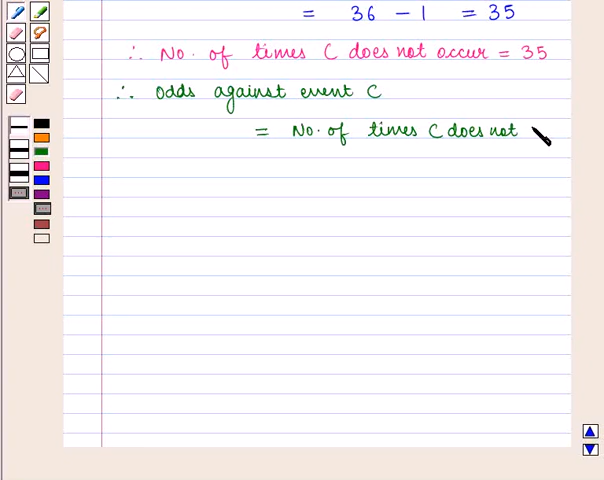 = 36 - 1 = 35
∴ No. of times C does not occur = 35
∴ Odds against event C
= No. of times C does not